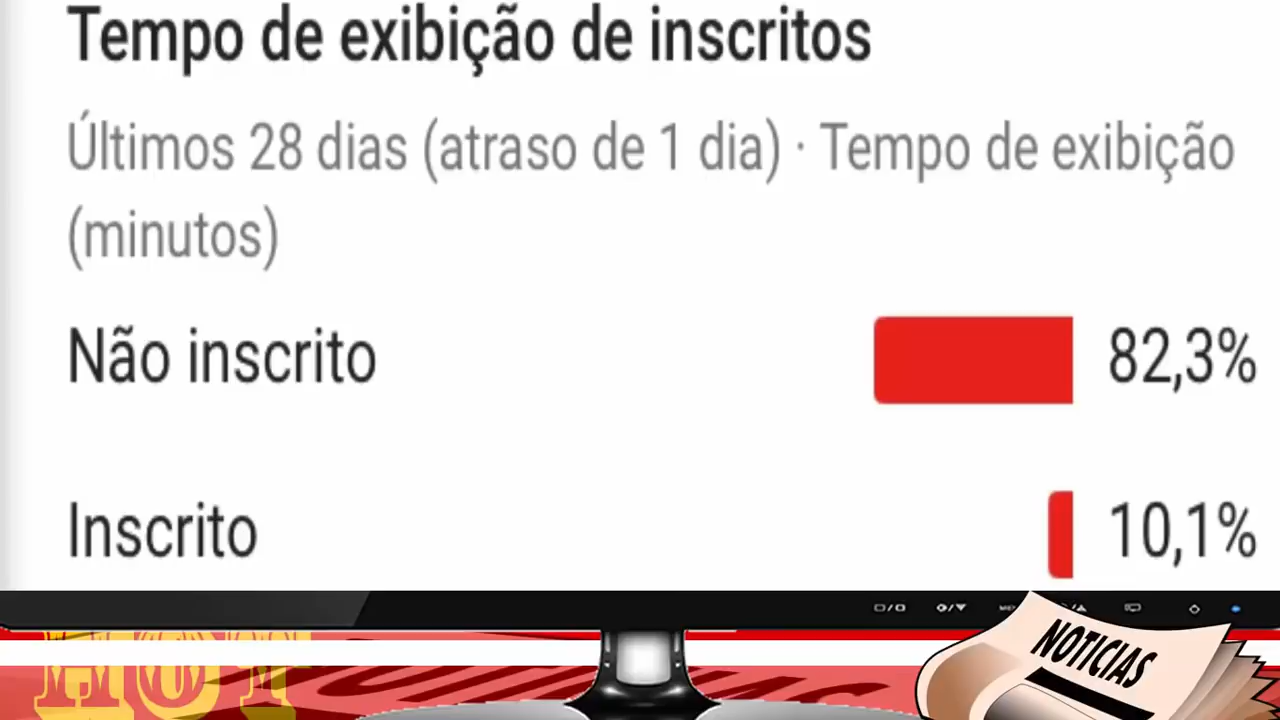 Tempo de exibição de inscritos
Últimos 28 dias (atraso de 1 dia) · Tempo de exibição
(minutos)
Não inscrito 82,3%
Inscrito 10,1%
NOTICIAS
HOT